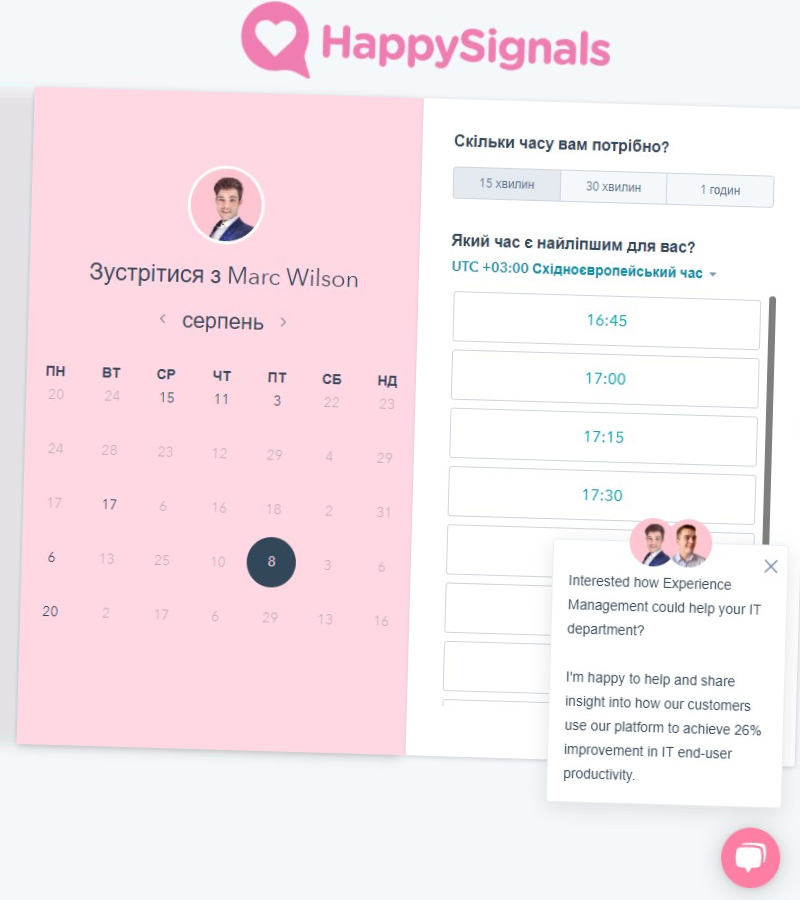 HappySignals
Зустрітися з Marc Wilson
серпень
ПН ВТ СР ЧТ ПТ СБ НД
20 24 15 11 3 22 23
24 28 23 12 29 4 29
17 17 6 16 18 2 31
6 13 25 10 8 3 6
20 2 17 6 29 13 16
Скільки часу вам потрібно?
15 хвилин 30 хвилин 1 годин
Який час є найліпшим для вас?
UTC +03:00 Східноєвропейський час
16:45
17:00
17:15
17:30
Interested how Experience
Management could help your IT
department?
I'm happy to help and share
insight into how our customers
use our platform to achieve 26%
improvement in IT end-user
productivity.